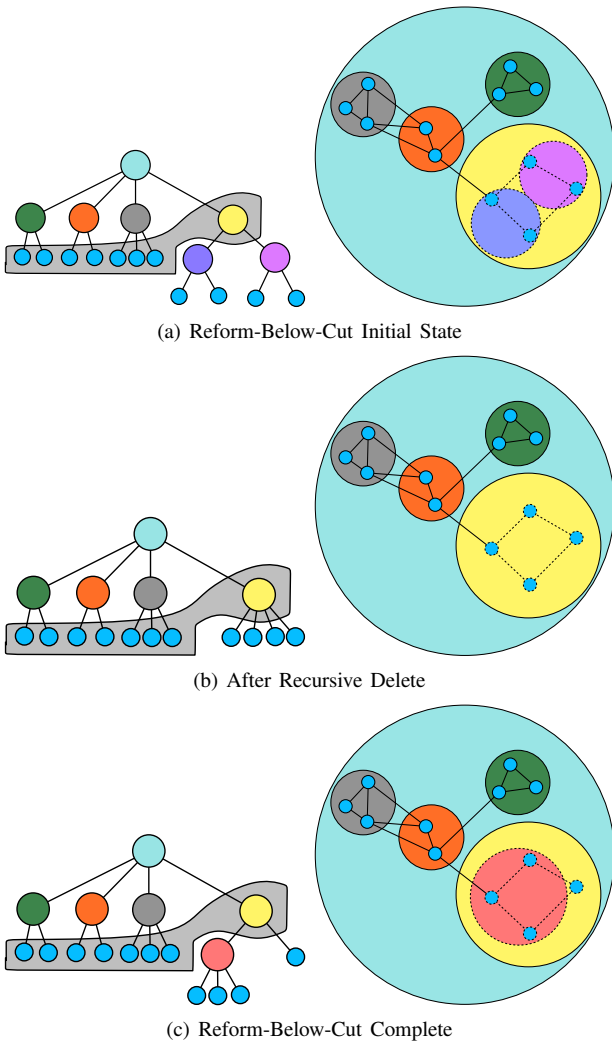 (a) Reform-Below-Cut Initial State
(b) After Recursive Delete
(c) Reform-Below-Cut Complete